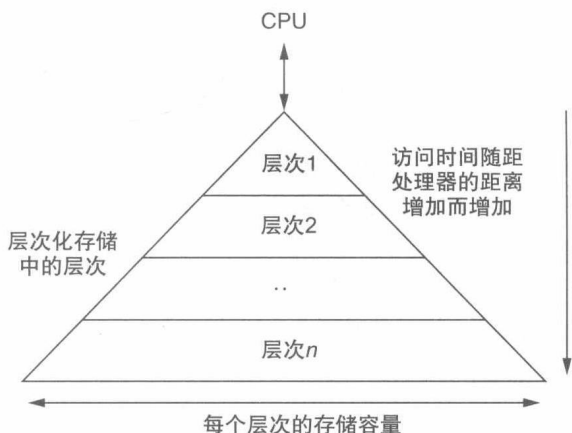 CPU
层次1
访问时间随距
处理器的距离
增加而增加
层次2
层次化存储
中的层次
..
层次n
每个层次的存储容量